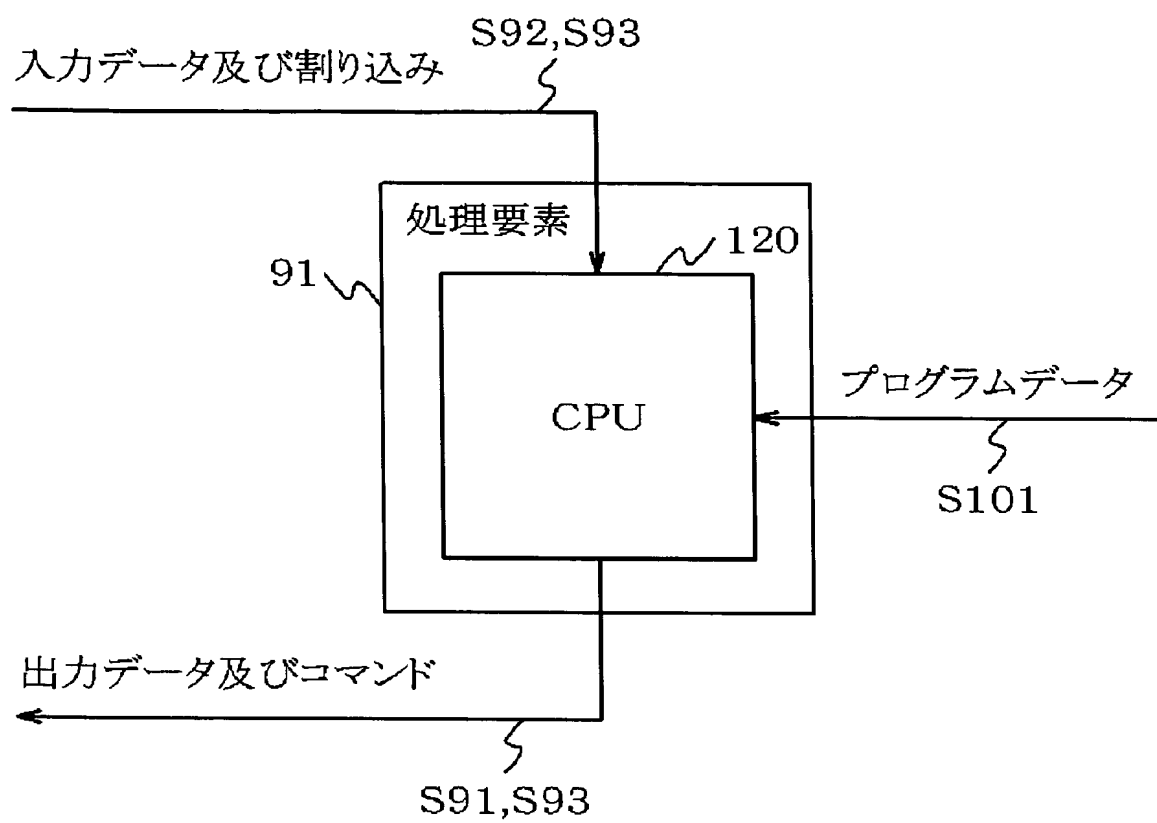 S92,S93
入力データ及び割り込み
処理要素
120
91
プログラムデータ
CPU
S101
出力データ及びコマンド
S91,S93